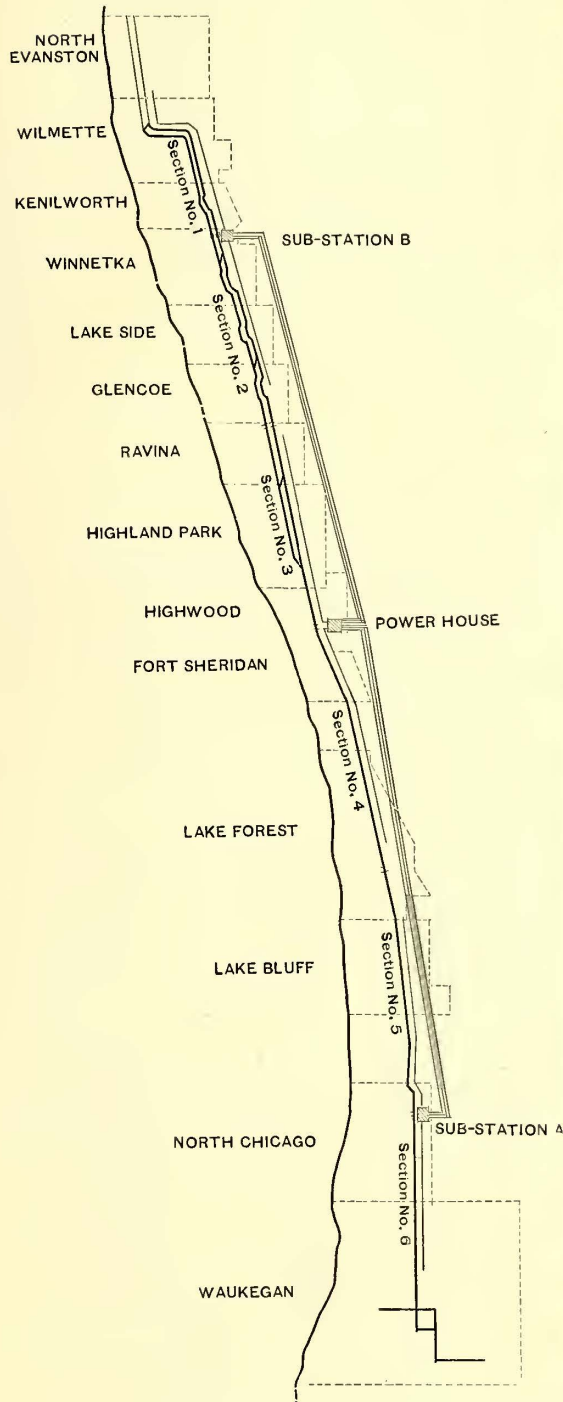 NORTH
EVANSTON
WILMETTE
Section No. 1
KENILWORTH
SUB-STATION B
WINNETKA
Section No. 2
LAKE SIDE
GLENCOE
RAVINA
Section No. 3
HIGHLAND PARK
HIGHWOOD
POWER HOUSE
FORT SHERIDAN
Section No. 4
LAKE FOREST
LAKE BLUFF
Section No. 5
SUB-STATION A
NORTH CHICAGO
Section No. 6
WAUKEGAN